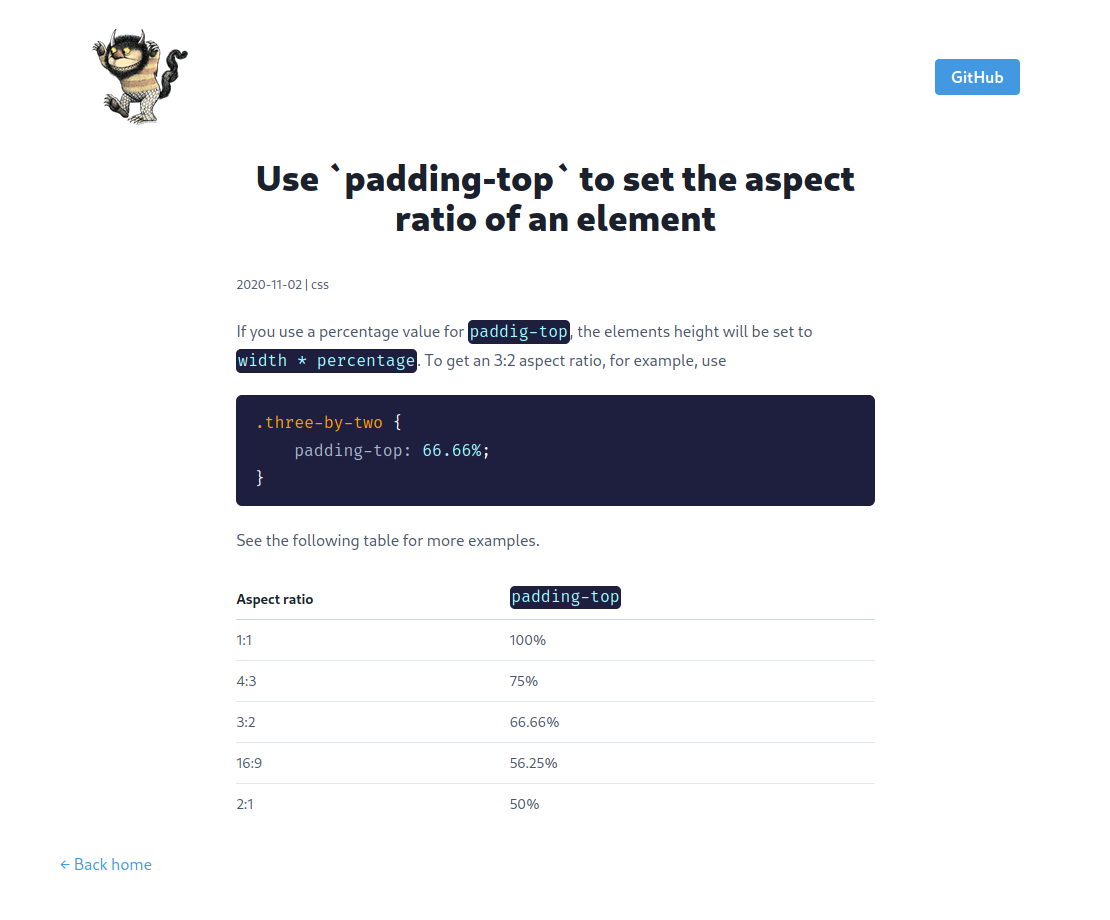 GitHub
Use `padding-top` to set the aspect
ratio of an element
2020-11-02 | css
If you use a percentage value for paddig-top, the elements height will be set to
width * percentage. To get an 3:2 aspect ratio, for example, use
.three-by-two {
    padding-top: 66.66%;
}
See the following table for more examples.
Aspect ratio padding-top
1:1 100%
4:3 75%
3:2 66.66%
16:9 56.25%
2:1 50%
← Back home